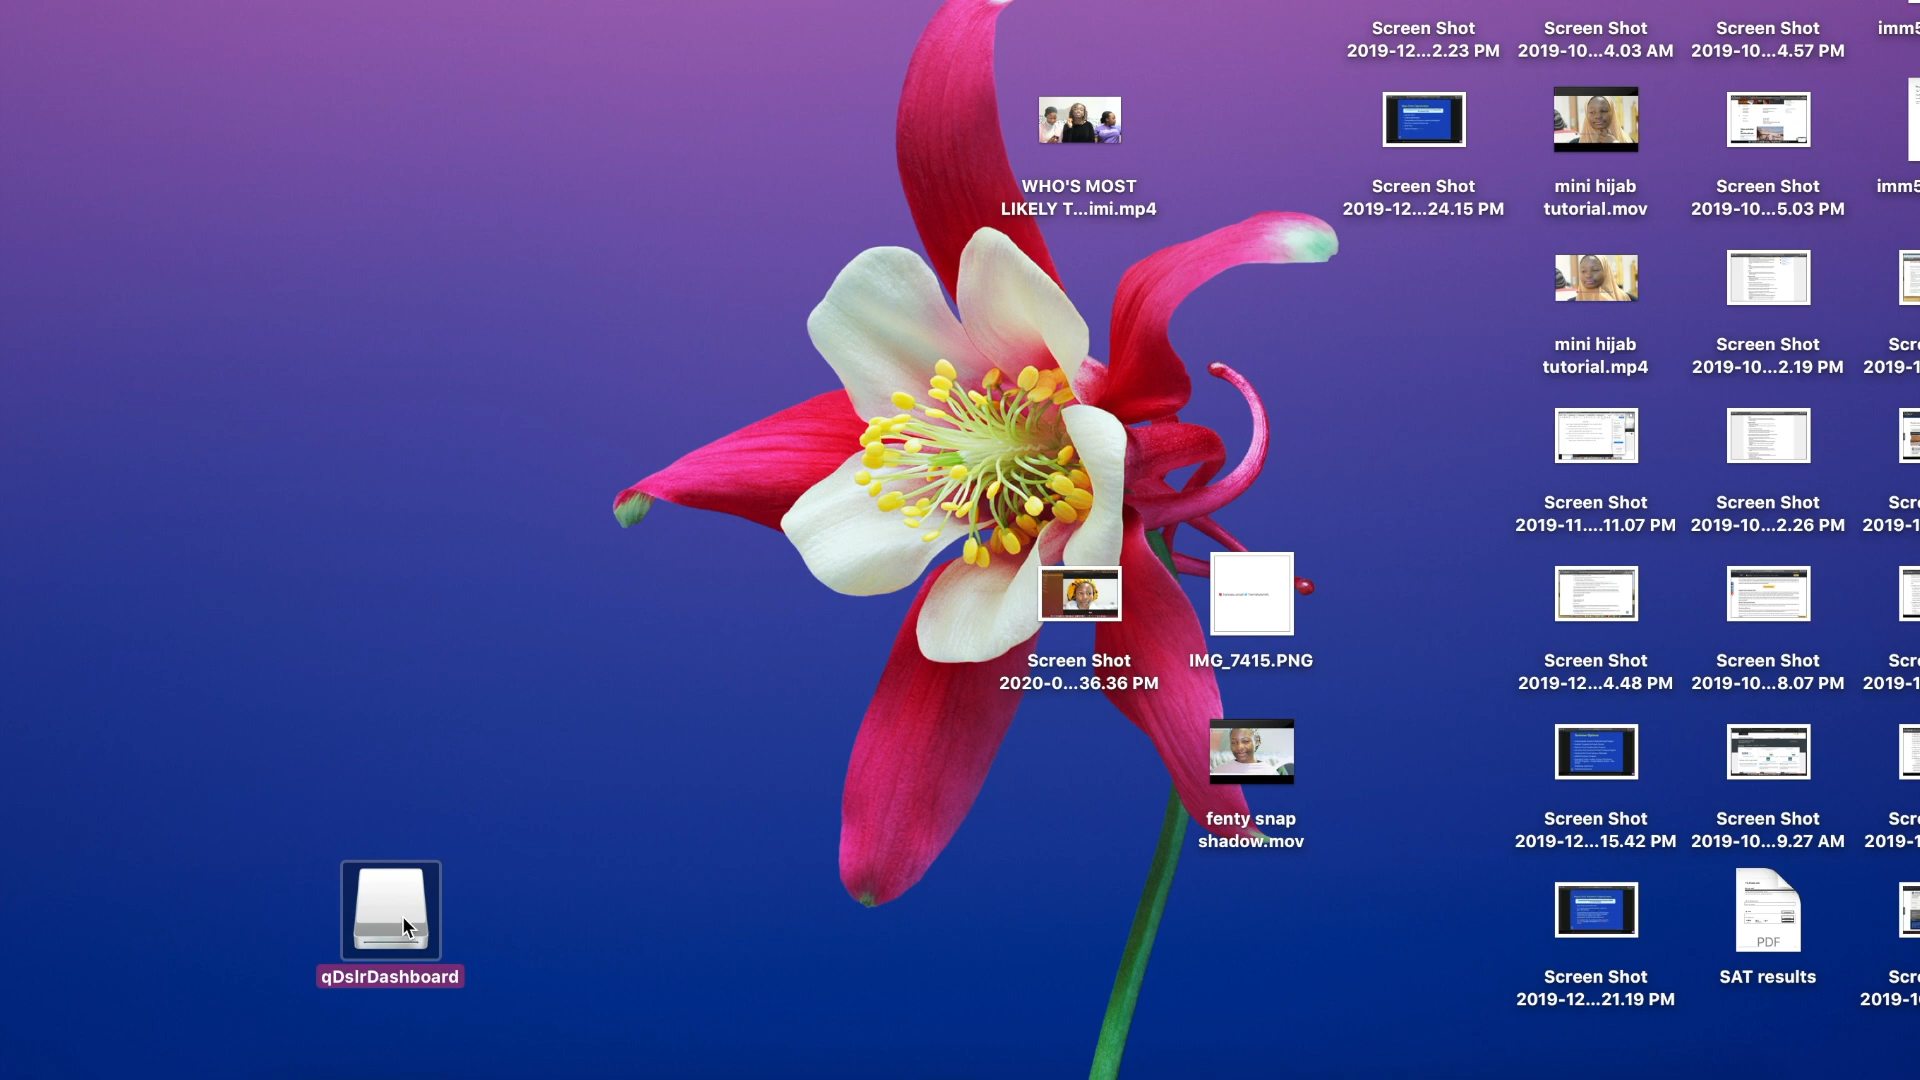 Screen Shot
2019-12...2.23 PM
Screen Shot
2019-10...4.03 AM
Screen Shot
2019-10...4.57 PM
WHO'S MOST
LIKELY T...imi.mp4
Screen Shot
2019-12...24.15 PM
mini hijab
tutorial.mov
Screen Shot
2019-10...5.03 PM
mini hijab
tutorial.mp4
Screen Shot
2019-10...2.19 PM
Screen Shot
2019-11....11.07 PM
Screen Shot
2019-10...2.26 PM
Screen Shot
2020-0...36.36 PM
IMG_7415.PNG
Screen Shot
2019-12...4.48 PM
Screen Shot
2019-10...8.07 PM
fenty snap
shadow.mov
Screen Shot
2019-12...15.42 PM
Screen Shot
2019-10...9.27 AM
qDslrDashboard
Screen Shot
2019-12...21.19 PM
PDF
SAT results